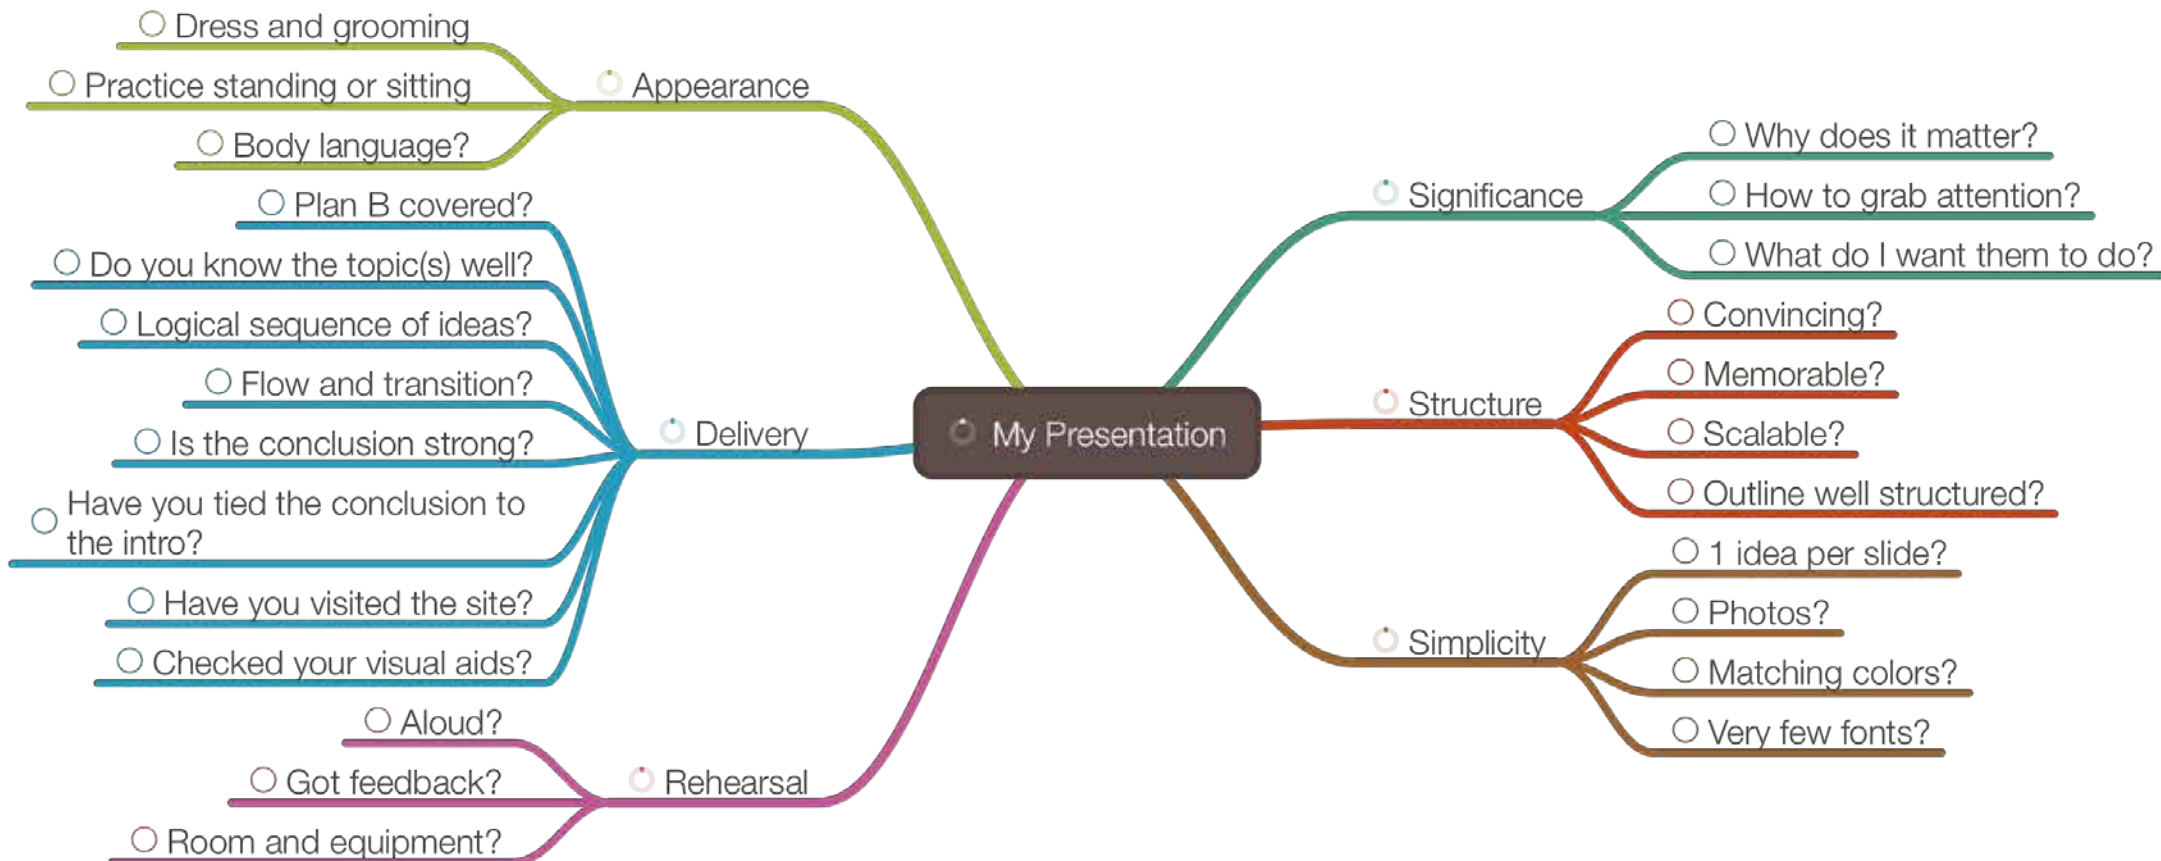 My Presentation
Significance
Why does it matter?
How to grab attention?
What do I want them to do?
Structure
Convincing?
Memorable?
Scalable?
Outline well structured?
Simplicity
1 idea per slide?
Photos?
Matching colors?
Very few fonts?
Appearance
Dress and grooming
Practice standing or sitting
Body language?
Delivery
Plan B covered?
Do you know the topic(s) well?
Logical sequence of ideas?
Flow and transition?
Is the conclusion strong?
Have you tied the conclusion to
the intro?
Have you visited the site?
Checked your visual aids?
Rehearsal
Aloud?
Got feedback?
Room and equipment?